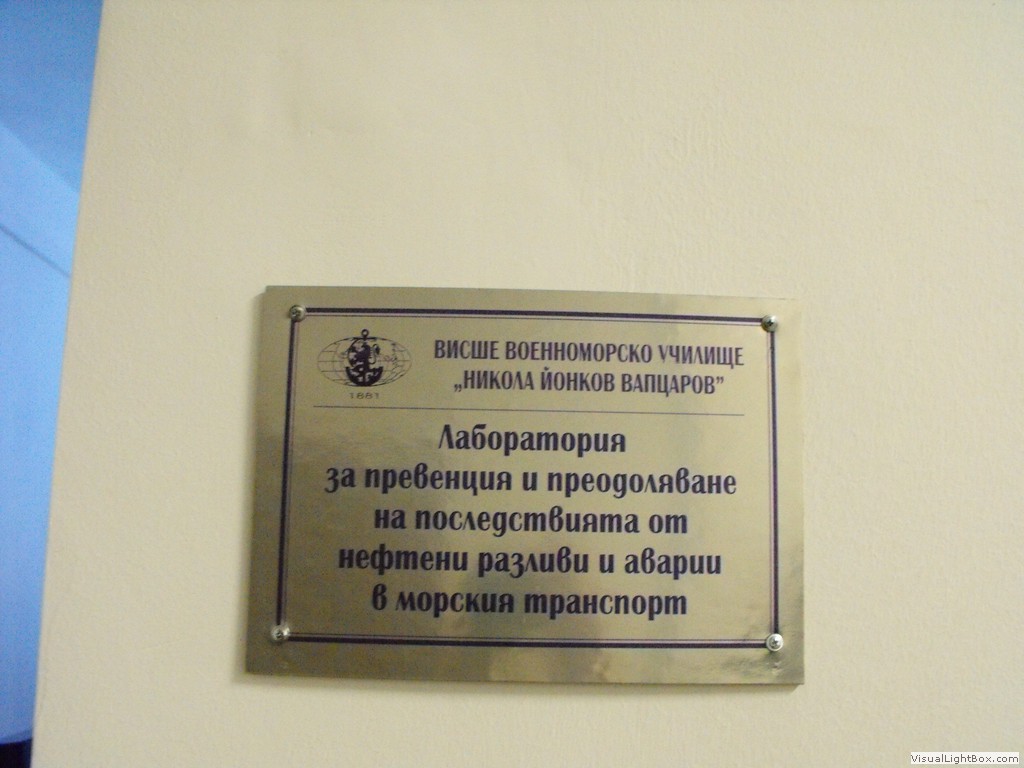 1881
ВИСШЕ ВОЕННОМОРСКО УЧИЛИЩЕ
„НИКОЛА ЙОНКОВ ВАПЦАРОВ”
Лаборатория
за превенция и преодоляване
на последствията от
нефтени разливи и аварии
в морския транспорт
VisualLightBox.com